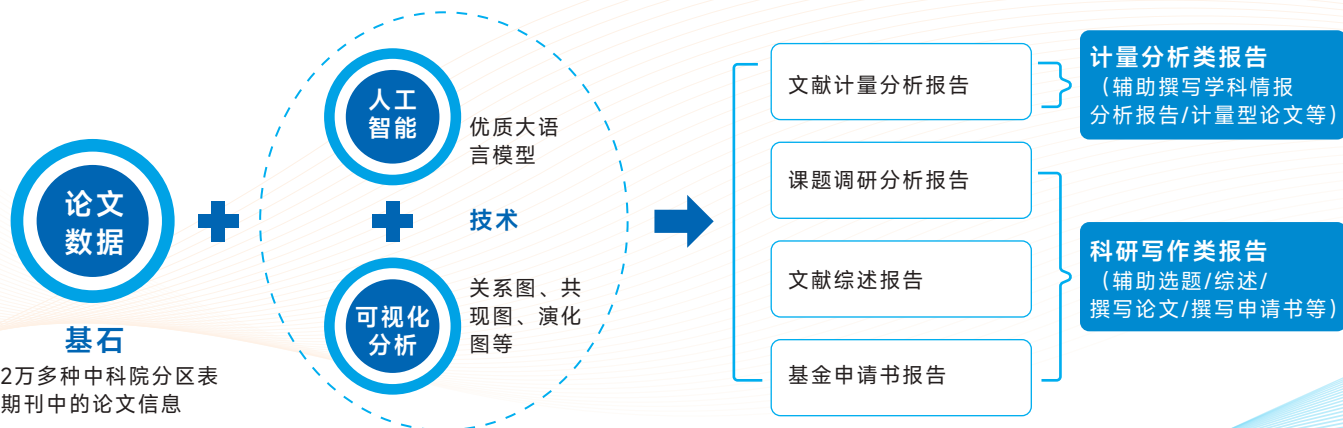 论文
数据
基石
2万多种中科院分区表
期刊中的论文信息
人工
智能
优质大语
言模型
技术
可视化
分析
关系图、共
现图、演化
图等
文献计量分析报告
课题调研分析报告
文献综述报告
基金申请书报告
计量分析类报告
（辅助撰写学科情报
分析报告/计量型论文等）
科研写作类报告
（辅助选题/综述/
撰写论文/撰写申请书等）